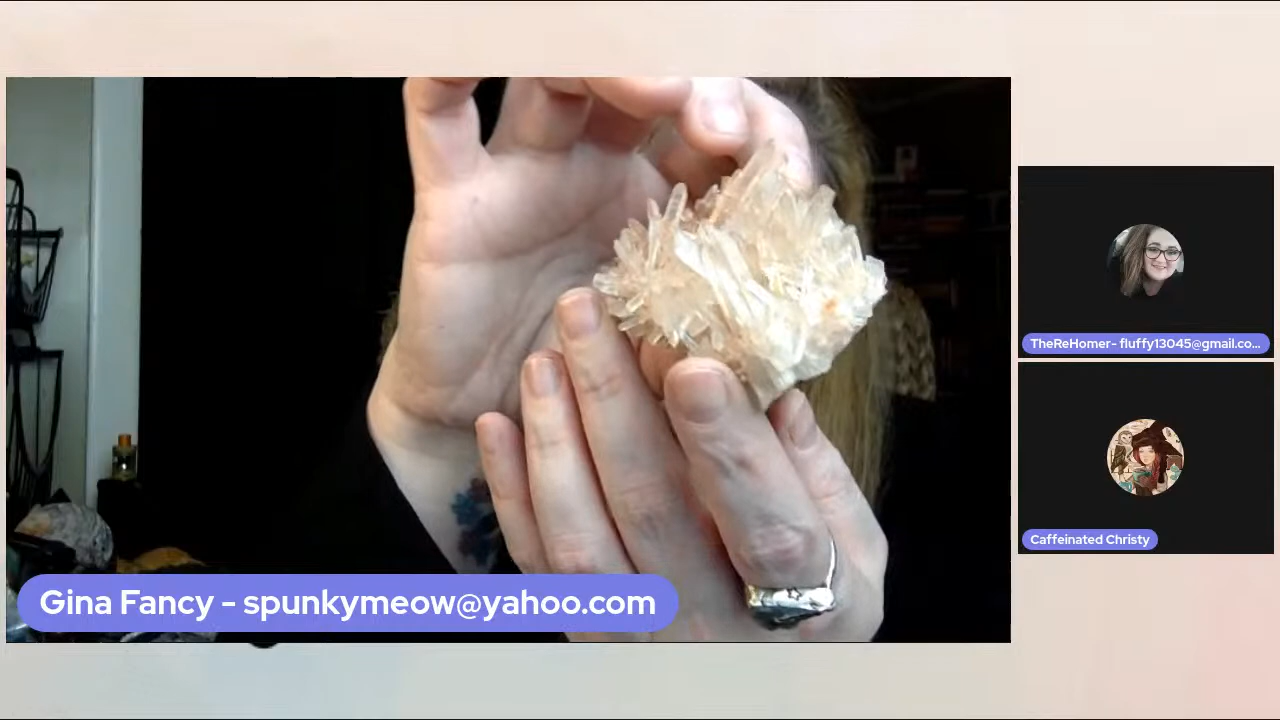 Gina Fancy - spunkymeow@yahoo.com
TheReHomer- fluffy13045@gmail.co...
Caffeinated Christy